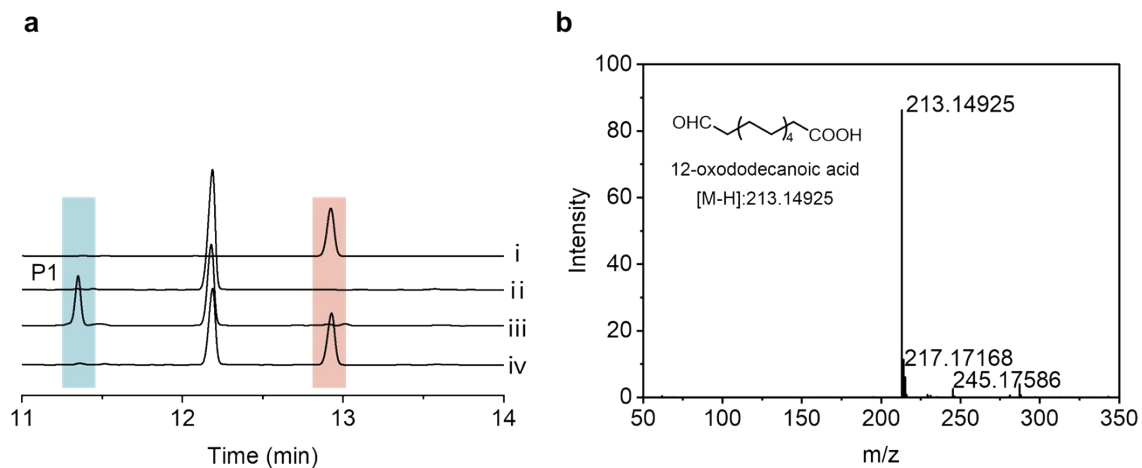 a
P1
i
ii
iii
iv
11
12
13
14
Time (min)
b
100
80
60
40
20
0
Intensity
213.14925
OHC
4
COOH
12-oxododecanoic acid
[M-H]:213.14925
217.17168
245.17586
50
100
150
200
250
300
350
m/z